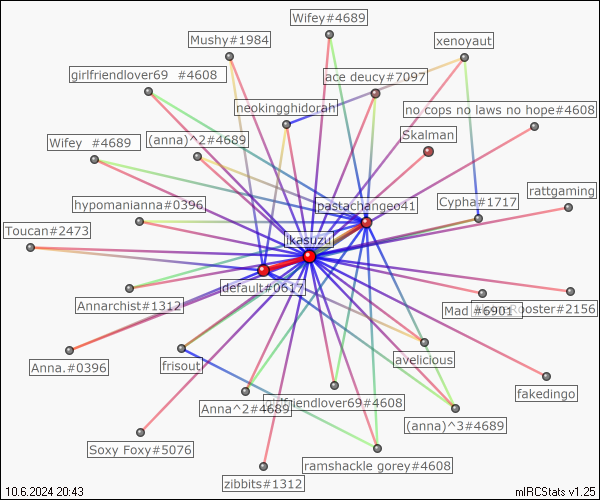 Wifey#4689
Mushy#1984
xenoyaut
girlfriendlover69 #4608
ace deucy#7097
neokingghidorah
no cops no laws no hope#4608
Wifey #4689
(anna)^2#4689
Skalman
rattgaming
hypomanianna#0396
pastachangeo41
Cypha#1717
Toucan#2473
ikasuzu
default#0617
Annarchist#1312
Mad #6901
Rooster#2156
Anna.#0396
frisout
avelicious
fakedingo
Anna^2#4689
girlfriendlover69#4608
(anna)^3#4689
Soxy Foxy#5076
ramshackle gorey#4608
zibbits#1312
10.6.2024 20:43
mIRCStats v1.25